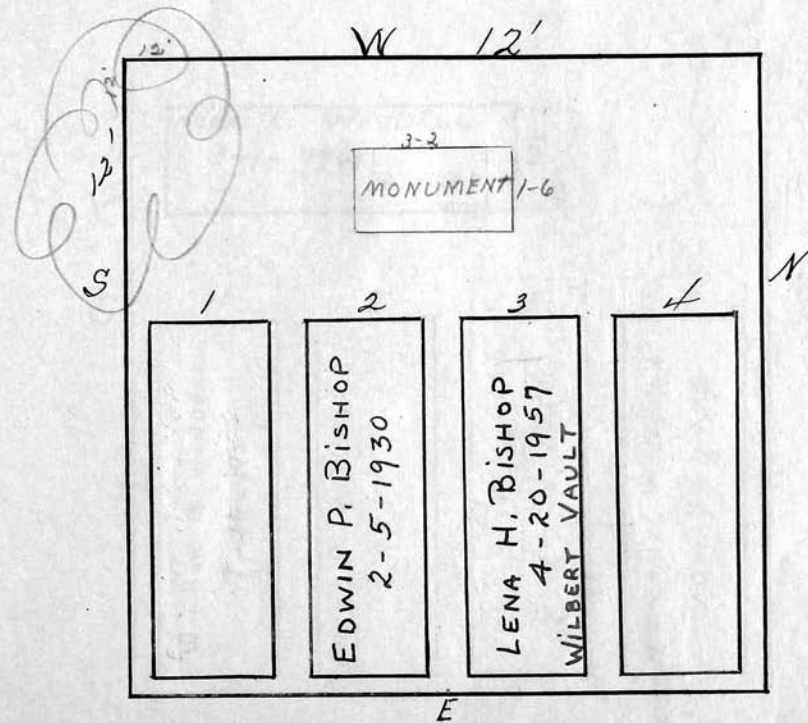 W 12'
12'
12'
12'
3-2
MONUMENT 1-6
S
N
1 2 3 4
EDWIN P. BISHOP
2-5-1930
LENA H. BISHOP
4-20-1957
WILBERT VAULT
E